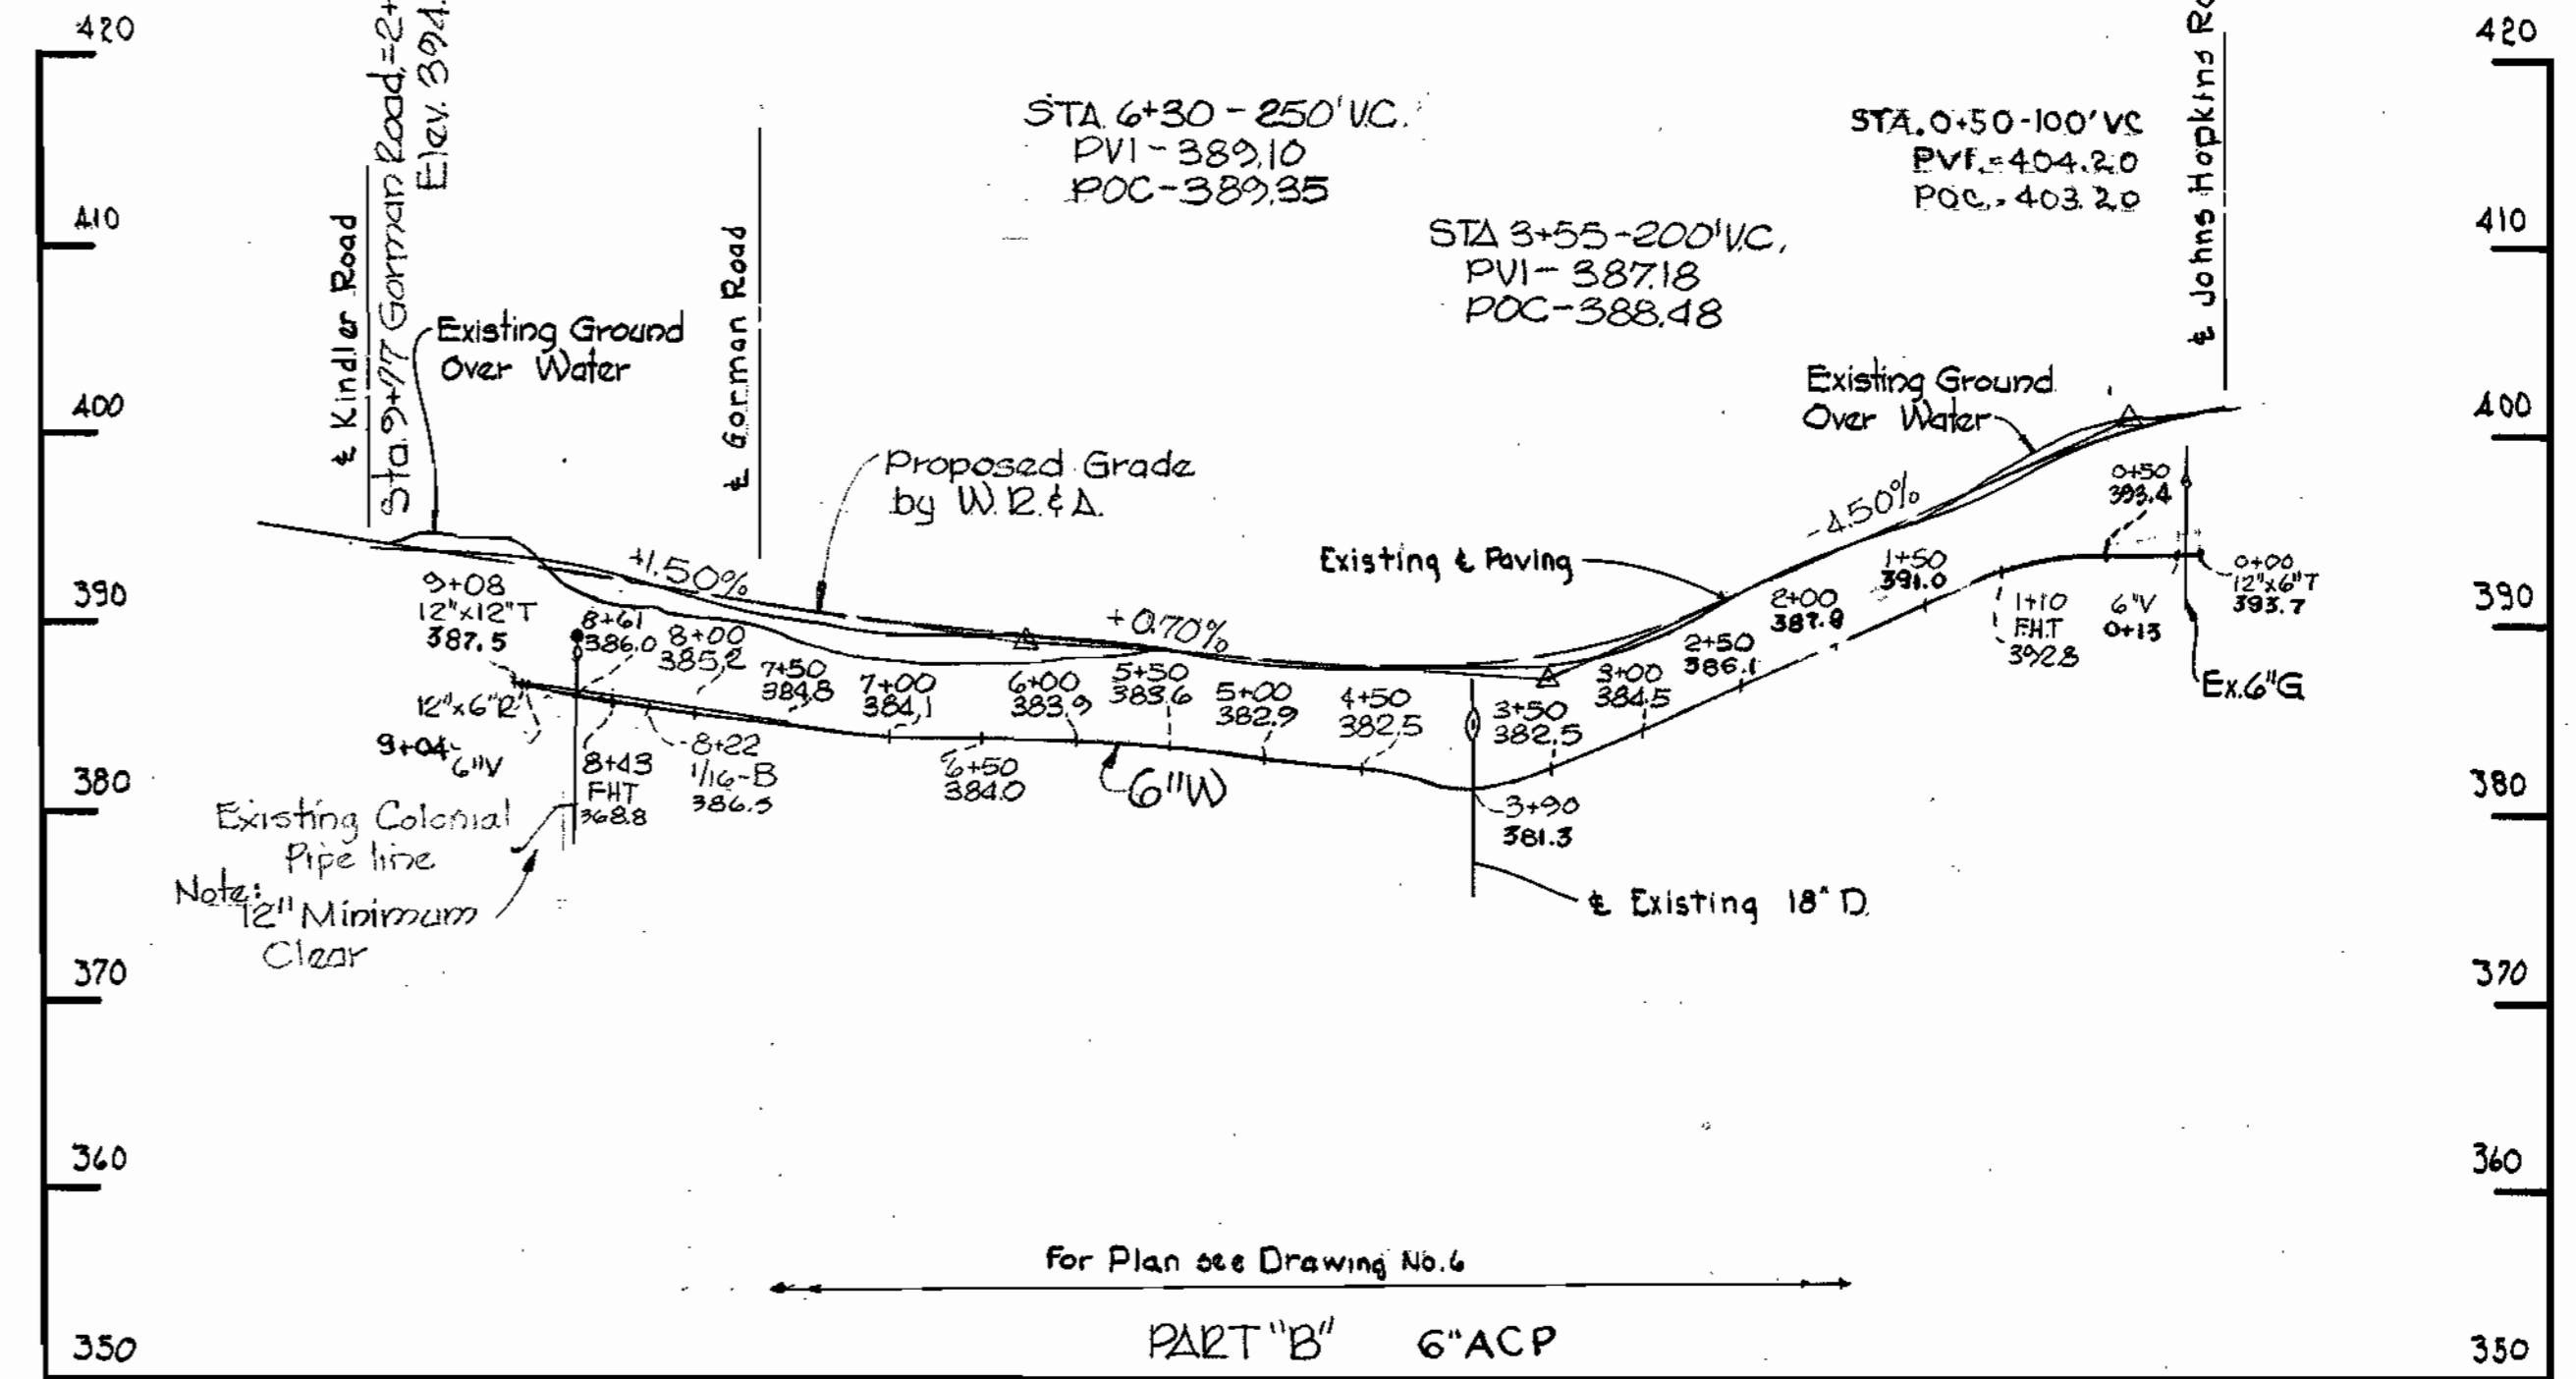 420
410
400
390
380
370
360
350
℄ Kindler Road
Sta. 9+77 Gorman Road,=2+
Elev. 394.
Existing Ground
Over Water
℄ Gorman Road
STA. 6+30 - 250' V.C.
PVI - 389.10
POC - 389.35
STA 3+55 - 200' V.C.
PVI - 387.18
POC - 388.48
STA. 0+50 - 100' VC
PVI. = 404.20
POC. = 403.20
℄ Johns Hopkins
Proposed Grade
by W.R. & A.
Existing Ground
Over Water
Existing ℄ Paving
+1.50%
+0.70%
-4.50%
9+08
12"x12"T
387.5
12"x6"R
9+04
6"V
8+61
386.0
8+43
FHT
368.8
8+22
1/16-B
386.5
8+00
385.2
7+50
384.8
7+00
384.1
6+50
384.0
6+00
383.9
5+50
383.6
5+00
382.9
4+50
382.5
3+90
381.3
3+50
382.5
3+00
384.5
2+50
386.1
2+00
387.9
1+50
391.0
1+10
F.H.T
392.8
6"V
0+13
0+50
393.4
0+00
12"x6"T
393.7
Ex. 6"G
6"W
℄ Existing 18" D.
Existing Colonial
Pipe line
Note:
12" Minimum
Clear
For Plan see Drawing No. 6
PART "B" 6" ACP
420
410
400
390
380
370
360
350